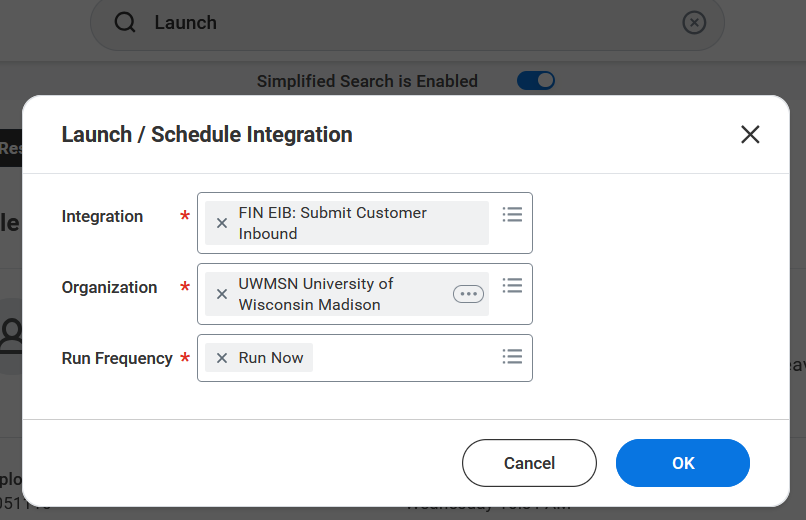 Launch
Simplified Search is Enabled
Launch / Schedule Integration
Integration *
FIN EIB: Submit Customer
Inbound
Organization *
UWMSN University of
Wisconsin Madison
Run Frequency *
Run Now
Cancel
OK